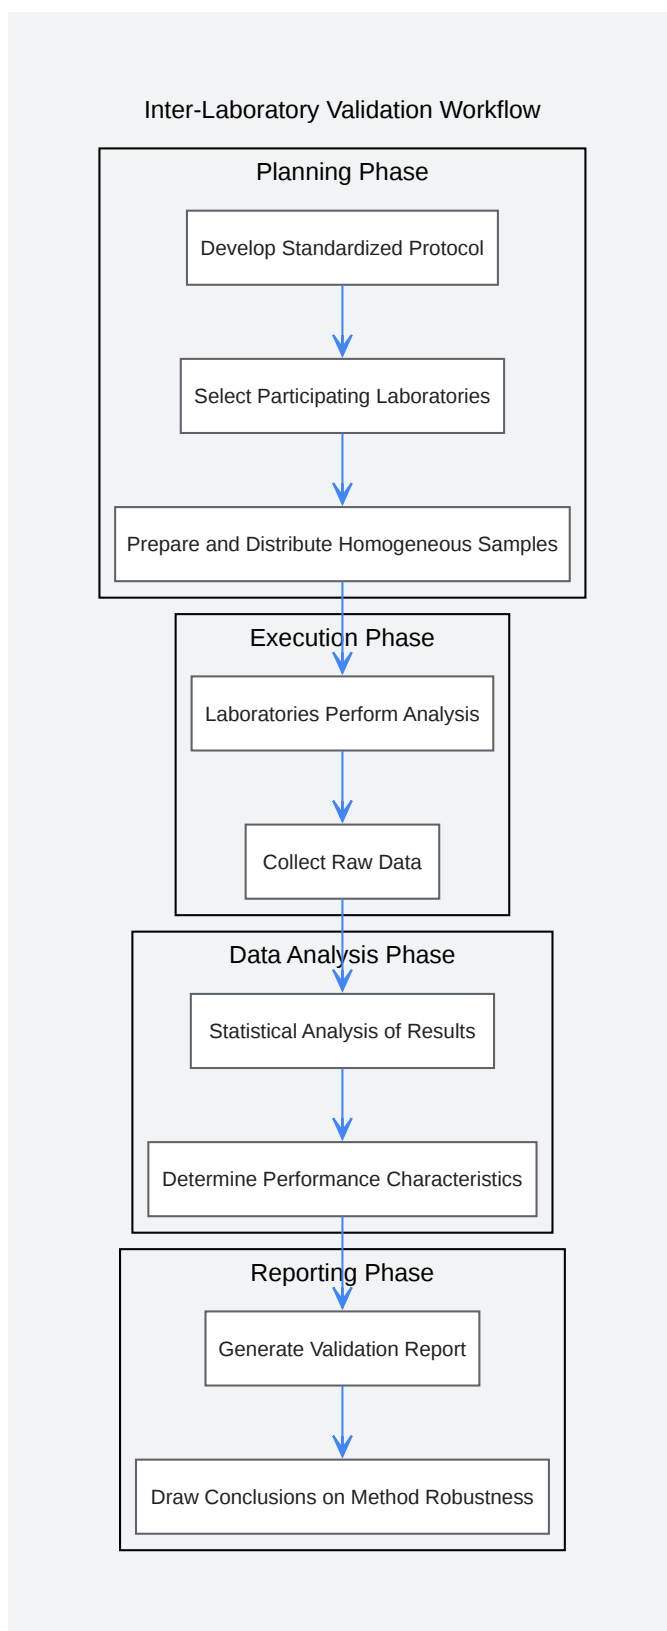 Inter-Laboratory Validation Workflow
Planning Phase
Develop Standardized Protocol
Select Participating Laboratories
Prepare and Distribute Homogeneous Samples
Execution Phase
Laboratories Perform Analysis
Collect Raw Data
Data Analysis Phase
Statistical Analysis of Results
Determine Performance Characteristics
Reporting Phase
Generate Validation Report
Draw Conclusions on Method Robustness